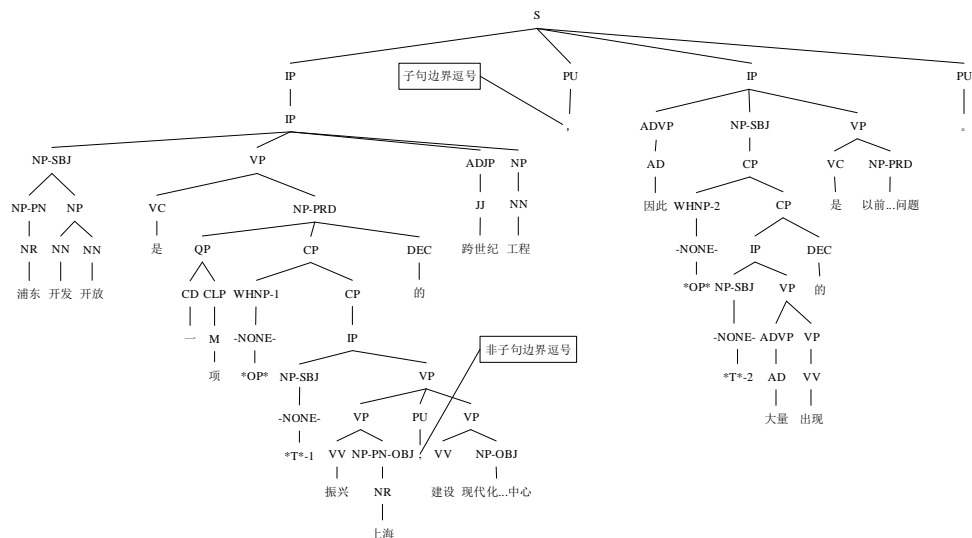 S
IP 子句边界逗号 PU IP PU
IP ， ADVP NP-SBJ VP 。
NP-SBJ VP ADJP NP AD CP VC NP-PRD
NP-PN NP VC NP-PRD JJ NN 因此 WHNP-2 CP 是 以前...问题
NR NN NN 是 QP CP DEC 跨世纪 工程 -NONE- IP DEC
浦东 开发 开放 CD CLP WHNP-1 CP 的 *OP* NP-SBJ VP 的
一 M -NONE- IP 非子句边界逗号 -NONE- ADVP VP
项 *OP* NP-SBJ VP *T*-2 AD VV
-NONE- VP PU VP 大量 出现
*T*-1 VV NP-PN-OBJ ， VV NP-OBJ
振兴 NR 建设 现代化...中心
上海